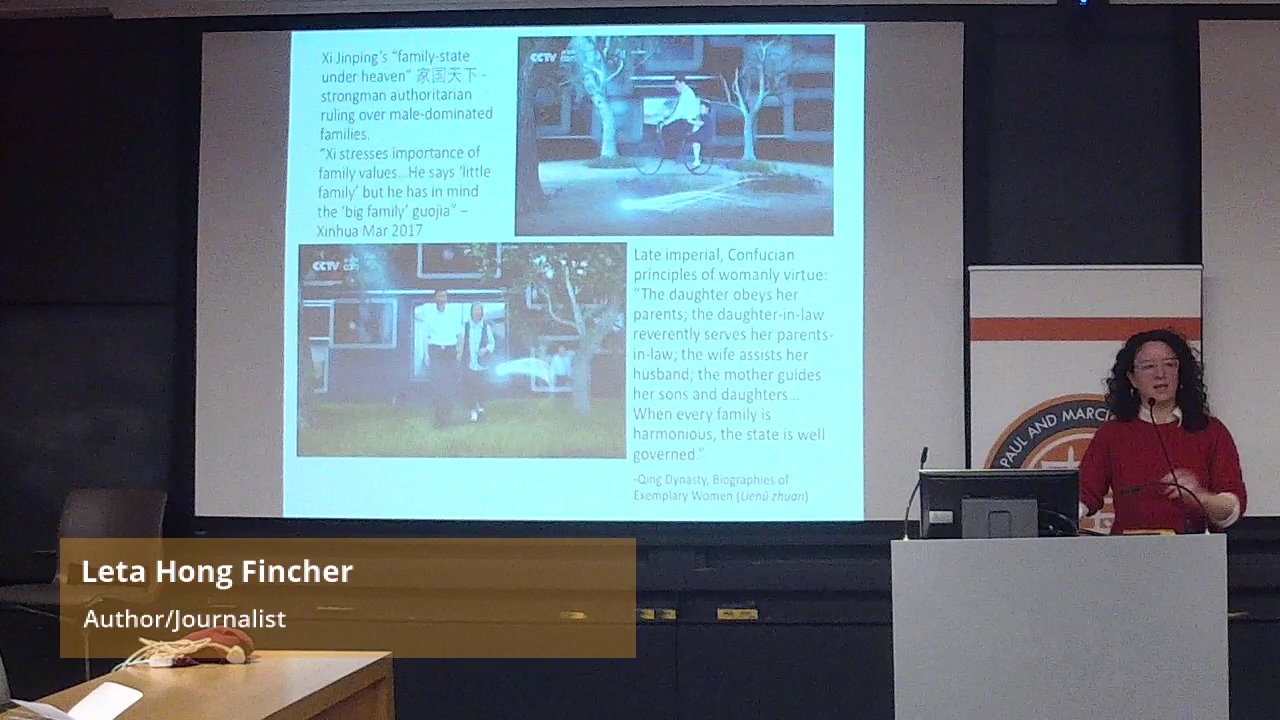 Xi Jinping's "family-state
under heaven" 家国天下 -
strongman authoritarian
ruling over male-dominated
families.
"Xi stresses importance of
family values...He says 'little
family' but he has in mind
the 'big family' guojia" –
Xinhua Mar 2017
CCTV
CCTV
Late imperial, Confucian
principles of womanly virtue:
"The daughter obeys her
parents; the daughter-in-law
reverently serves her parents-
in-law; the wife assists her
husband; the mother guides
her sons and daughters...
When every family is
harmonious, the state is well
governed."
-Qing Dynasty, Biographies of
Exemplary Women (Lienü zhuan)
PAUL AND MARC
Leta Hong Fincher
Author/Journalist